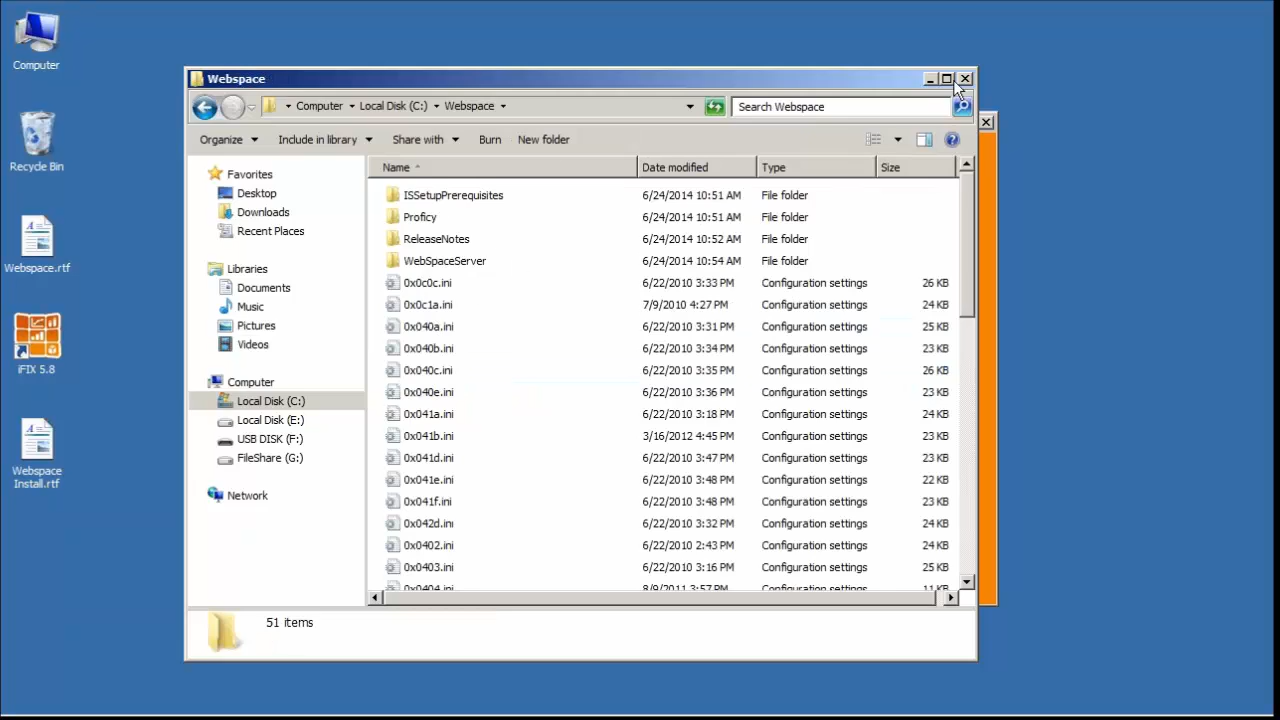 Computer
Recycle Bin
Webspace.rtf
iFIX 5.8
Webspace
Install.rtf
Webspace
Computer Local Disk (C:) Webspace
Search Webspace
Organize Include in library Share with Burn New folder
Favorites
Desktop
Downloads
Recent Places
Libraries
Documents
Music
Pictures
Videos
Computer
Local Disk (C:)
Local Disk (E:)
USB DISK (F:)
FileShare (G:)
Network
Name Date modified Type Size
ISSetupPrerequisites 6/24/2014 10:51 AM File folder
Proficy 6/24/2014 10:51 AM File folder
ReleaseNotes 6/24/2014 10:52 AM File folder
WebSpaceServer 6/24/2014 10:54 AM File folder
0x0c0c.ini 6/22/2010 3:33 PM Configuration settings 26 KB
0x0c1a.ini 7/9/2010 4:27 PM Configuration settings 24 KB
0x040a.ini 6/22/2010 3:31 PM Configuration settings 25 KB
0x040b.ini 6/22/2010 3:34 PM Configuration settings 23 KB
0x040c.ini 6/22/2010 3:35 PM Configuration settings 26 KB
0x040e.ini 6/22/2010 3:36 PM Configuration settings 24 KB
0x041a.ini 6/22/2010 3:18 PM Configuration settings 24 KB
0x041b.ini 3/16/2012 4:45 PM Configuration settings 23 KB
0x041d.ini 6/22/2010 3:47 PM Configuration settings 23 KB
0x041e.ini 6/22/2010 3:48 PM Configuration settings 22 KB
0x041f.ini 6/22/2010 3:48 PM Configuration settings 23 KB
0x042d.ini 6/22/2010 3:32 PM Configuration settings 24 KB
0x0402.ini 6/22/2010 2:43 PM Configuration settings 24 KB
0x0403.ini 6/22/2010 3:16 PM Configuration settings 25 KB
0x0404.ini 8/9/2011 3:57 PM Configuration settings 11 KB
51 items